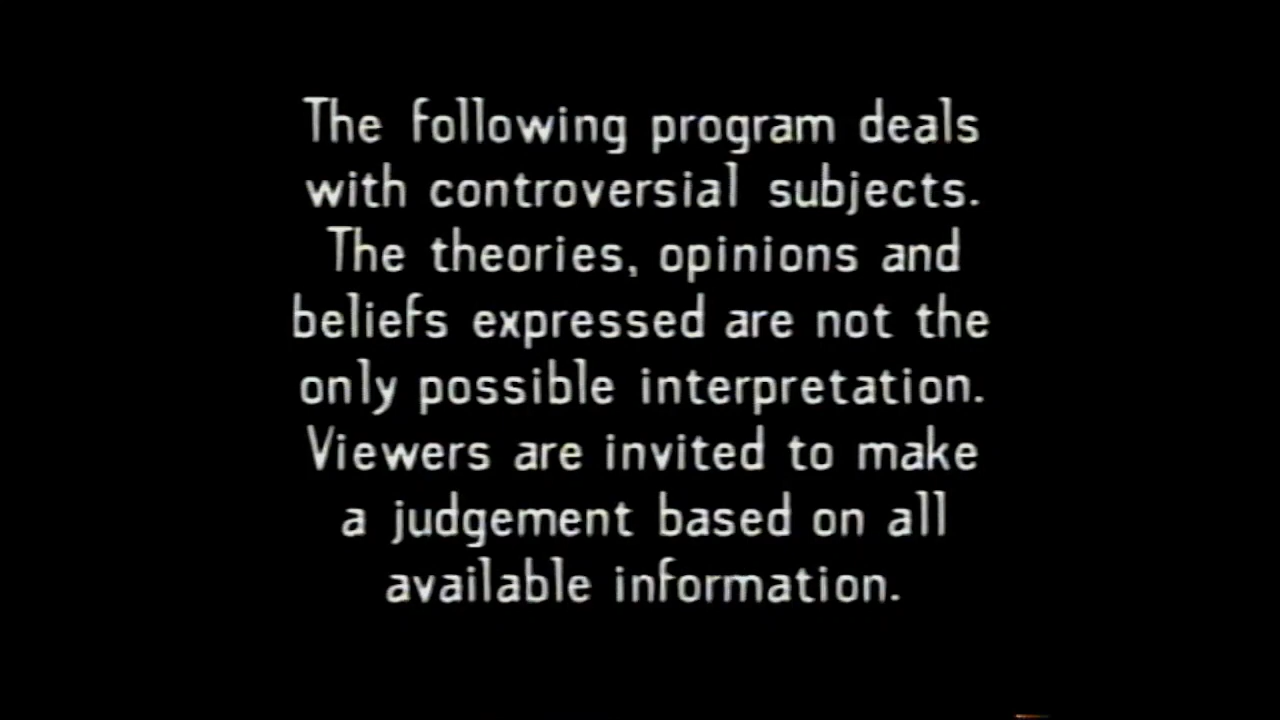 The following program deals
with controversial subjects.
The theories, opinions and
beliefs expressed are not the
only possible interpretation.
Viewers are invited to make
a judgement based on all
available information.